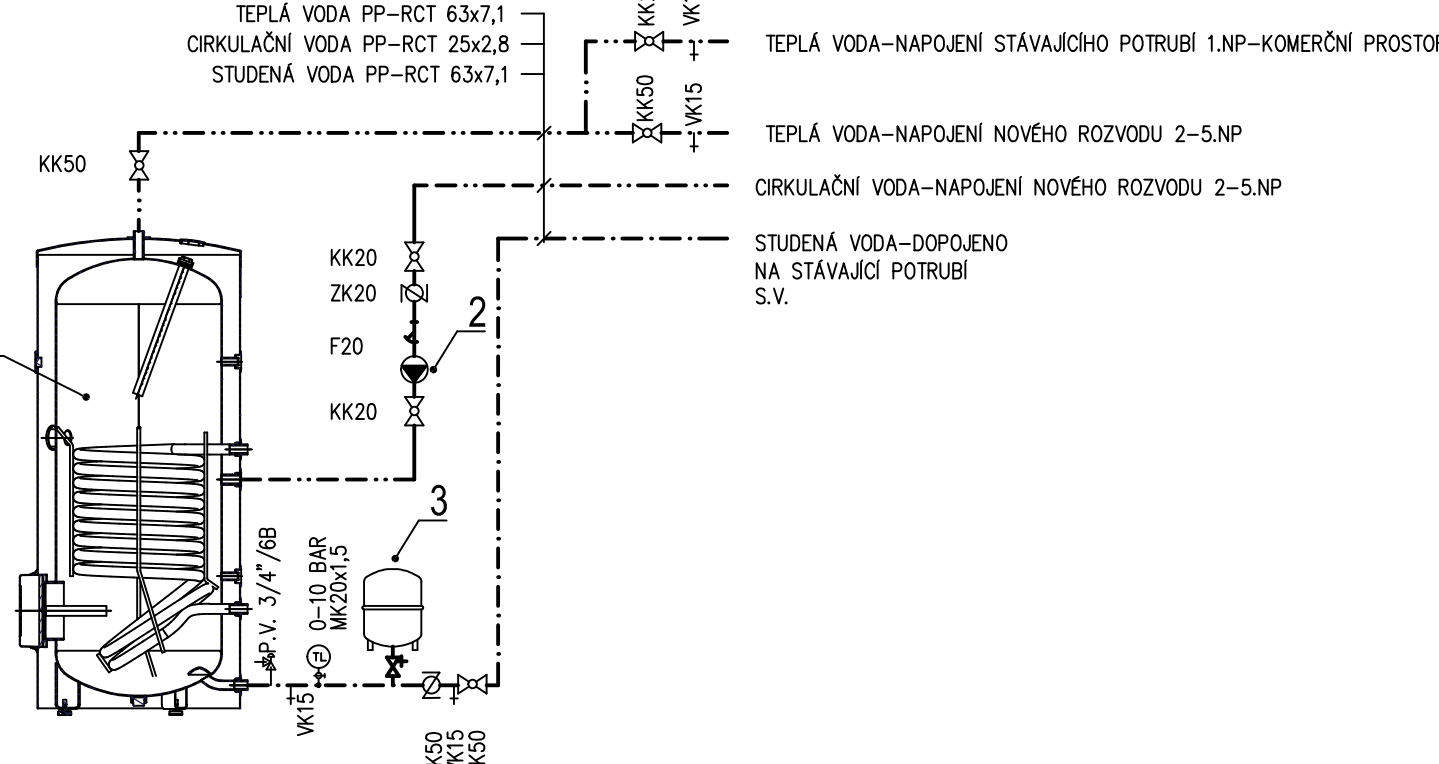 TEPLÁ VODA PP-RCT 63x7,1
CIRKULAČNÍ VODA PP-RCT 25x2,8
STUDENÁ VODA PP-RCT 63x7,1
TEPLÁ VODA-NAPOJENÍ STÁVAJÍCÍHO POTRUBÍ 1.NP-KOMERČNÍ
KK50
VK15
TEPLÁ VODA-NAPOJENÍ NOVÉHO ROZVODU 2-5.NP
KK50
CIRKULAČNÍ VODA-NAPOJENÍ NOVÉHO ROZVODU 2-5.NP
STUDENÁ VODA-DOPOJENO
NA STÁVAJÍCÍ POTRUBÍ
S.V.
KK20
ZK20
2
F20
KK20
3
P.V. 3/4"/6B
0-10 BAR
MK20x1,5
VK15